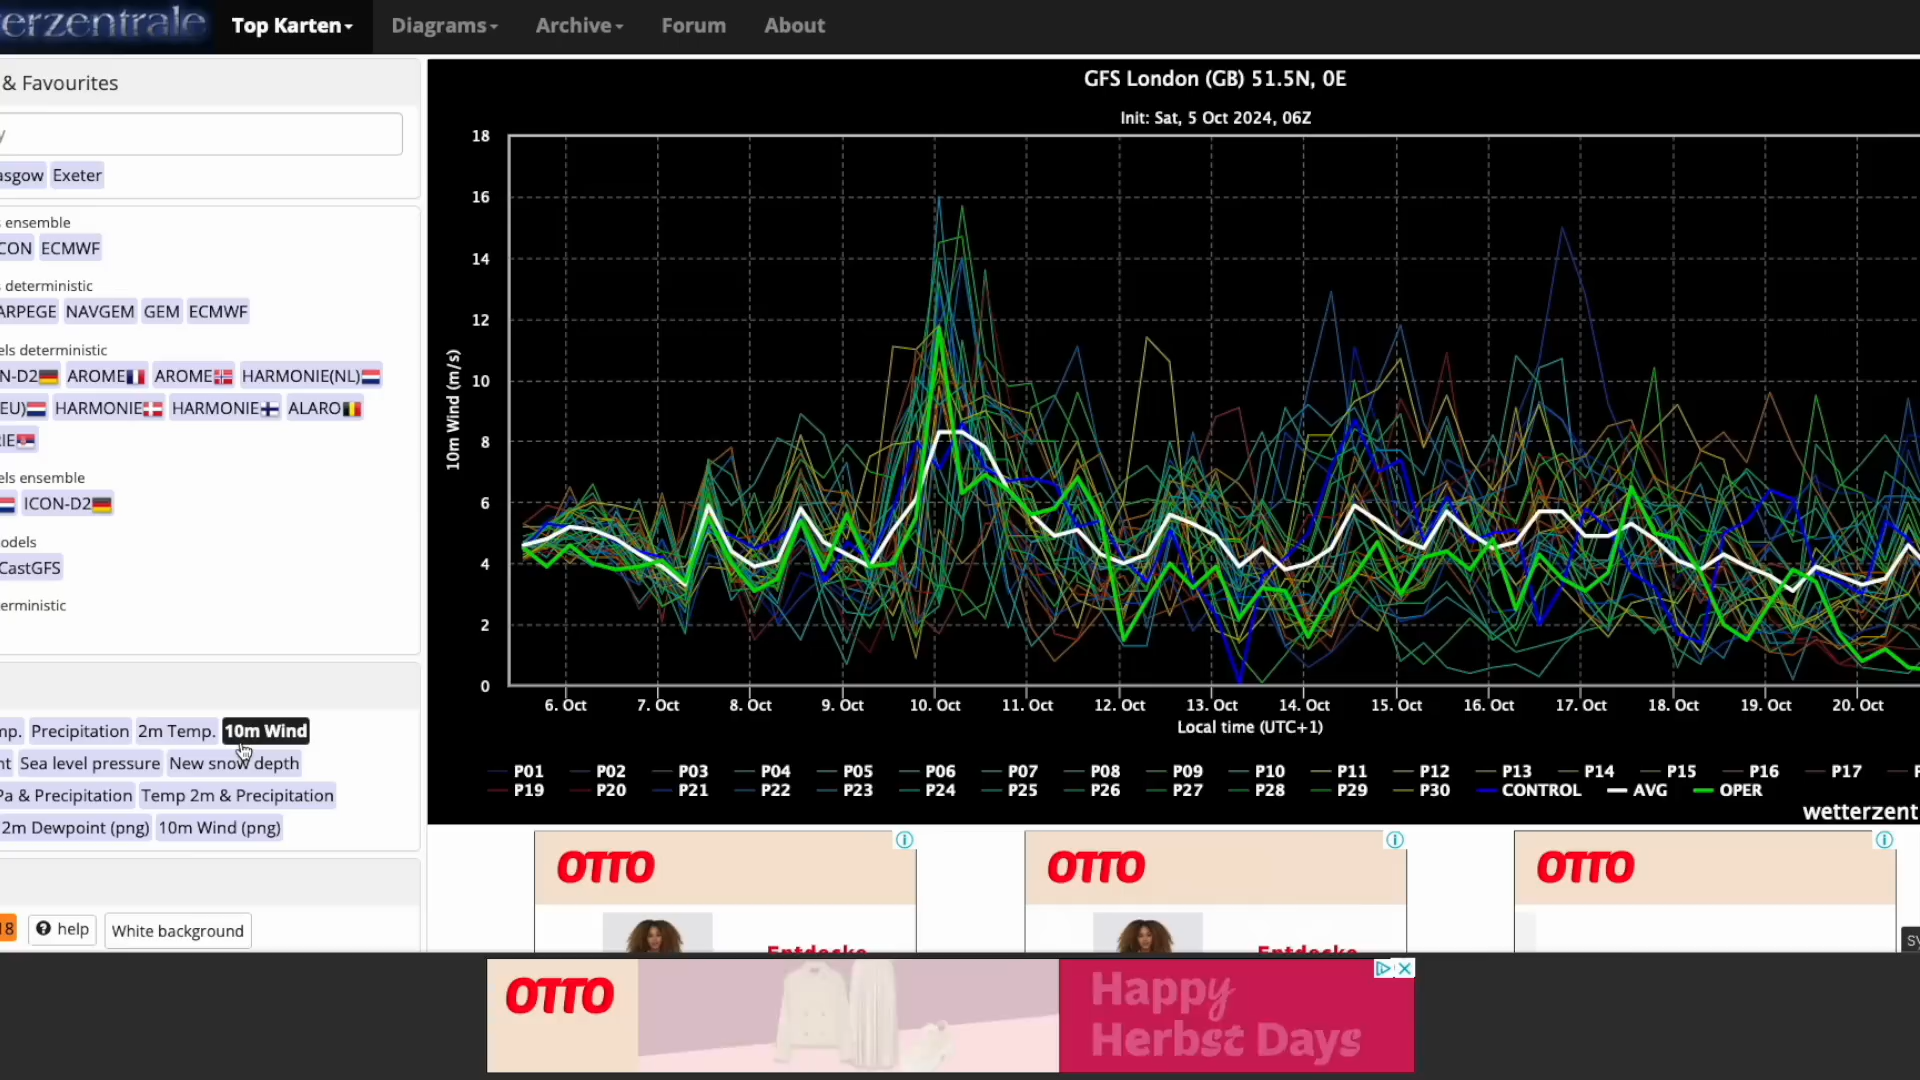 terzentrale Top Karten Diagrams Archive Forum About
& Favourites
y
asgow Exeter
s ensemble
CON ECMWF
s deterministic
ARPEGE NAVGEM GEM ECMWF
els deterministic
N-D2 AROME AROME HARMONIE(NL)
EU) HARMONIE HARMONIE ALARO
RIE
els ensemble
ICON-D2
odels
CastGFS
erministic
mp. Precipitation 2m Temp. 10m Wind
nt Sea level pressure New snow depth
Pa & Precipitation Temp 2m & Precipitation
2m Dewpoint (png) 10m Wind (png)
18 help White background
GFS London (GB) 51.5N, 0E
Init: Sat, 5 Oct 2024, 06Z
18
16
14
12
10
8
6
4
2
0
10m Wind (m/s)
6. Oct 7. Oct 8. Oct 9. Oct 10. Oct 11. Oct 12. Oct 13. Oct 14. Oct 15. Oct 16. Oct 17. Oct 18. Oct 19. Oct 20. Oct
Local time (UTC+1)
P01 P02 P03 P04 P05 P06 P07 P08 P09 P10 P11 P12 P13 P14 P15 P16 P17
P19 P20 P21 P22 P23 P24 P25 P26 P27 P28 P29 P30 CONTROL AVG OPER
wetterzent
OTTO OTTO OTTO
Entdecke Entdecke
sy
OTTO
Happy
Herbst Days